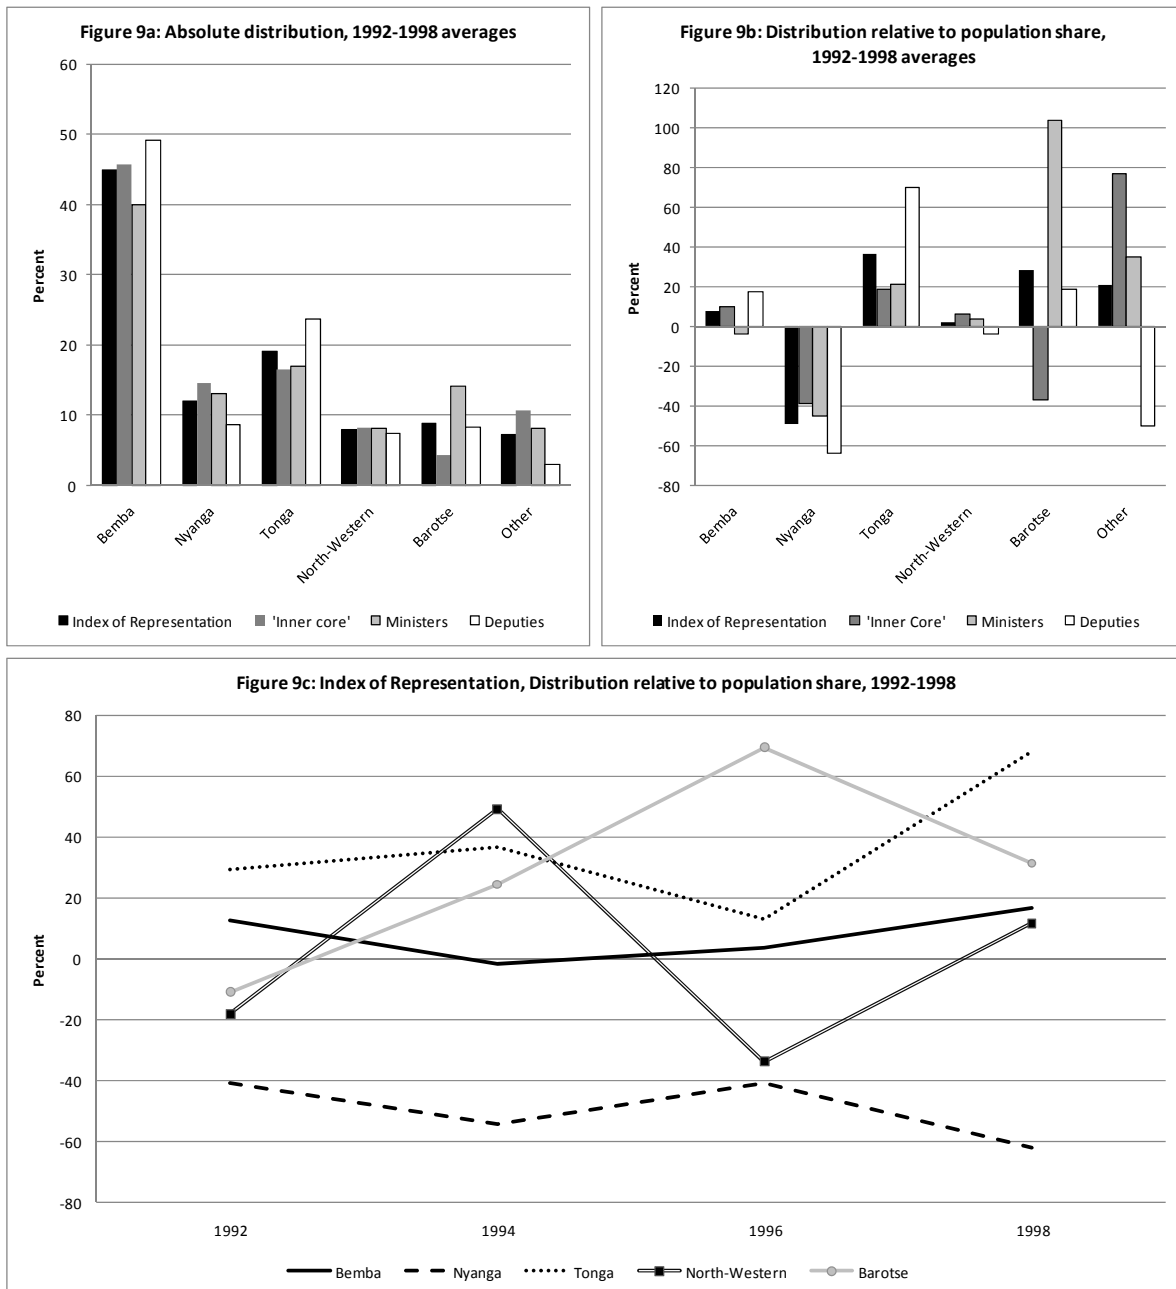 Figure 9a: Absolute distribution, 1992-1998 averages
60
50
40
30
20
10
0
Percent
Bemba
Nyanga
Tonga
North-Western
Barotse
Other
Index of Representation 'Inner core' Ministers Deputies
Figure 9b: Distribution relative to population share,
1992-1998 averages
120
100
80
60
40
20
0
-20
-40
-60
-80
Percent
Bemba
Nyanga
Tonga
North-Western
Barotse
Other
Index of Representation 'Inner Core' Ministers Deputies
Figure 9c: Index of Representation, Distribution relative to population share, 1992-1998
80
60
40
20
0
-20
-40
-60
-80
Percent
1992 1994 1996 1998
Bemba Nyanga Tonga North-Western Barotse